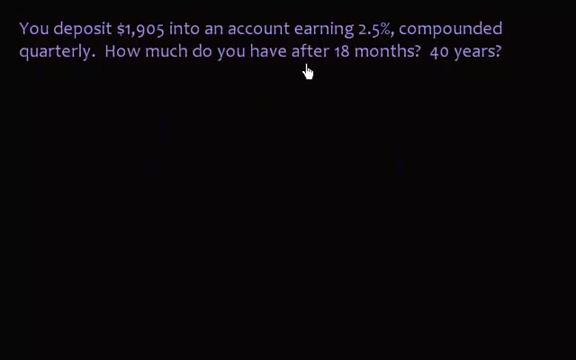 You deposit $1,905 into an account earning 2.5%, compounded
quarterly. How much do you have after 18 months? 40 years?